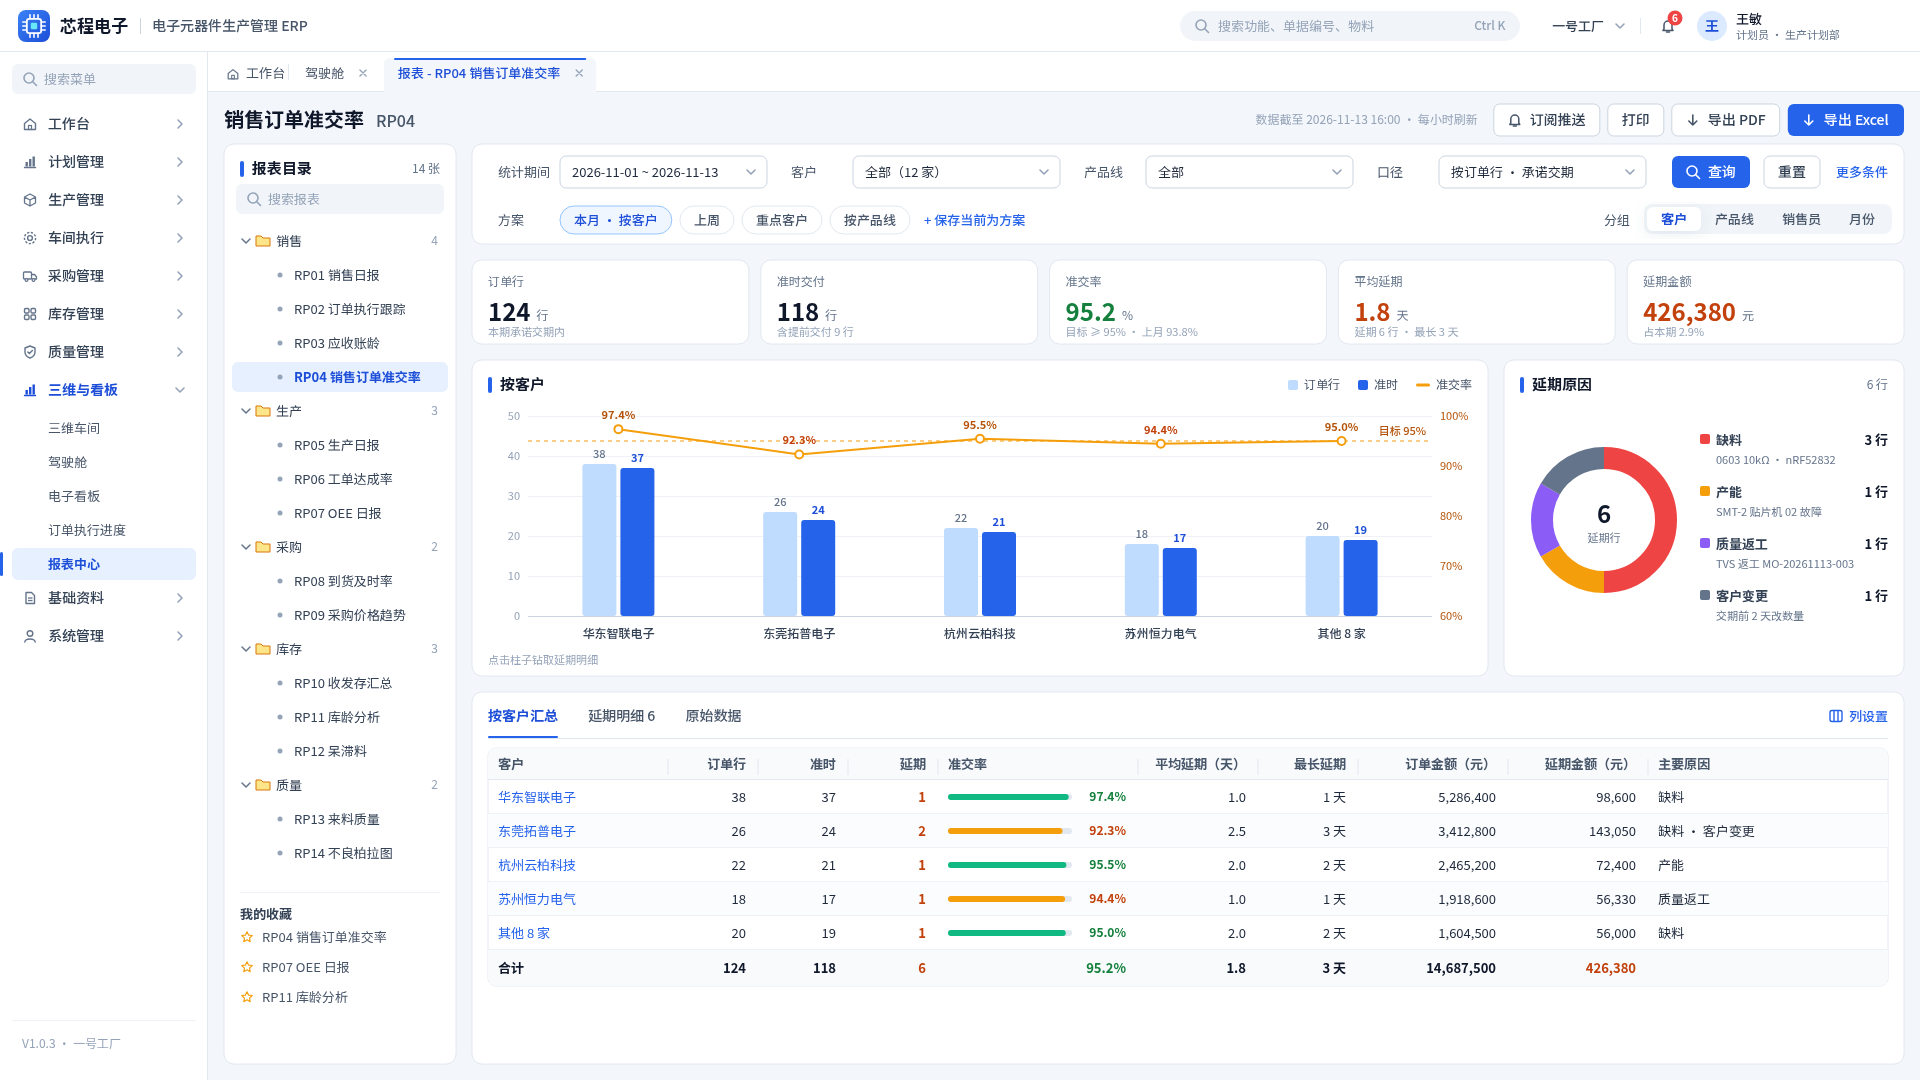 芯程电子 电子元器件生产管理 ERP 搜索功能、单据编号、物料 Ctrl K 一号工厂 6 王 王敏
计划员 · 生产计划部
搜索菜单
工作台
计划管理
生产管理
车间执行
采购管理
库存管理
质量管理
三维与看板
三维车间
驾驶舱
电子看板
订单执行进度
报表中心
基础资料
系统管理
V1.0.3 · 一号工厂
工作台 驾驶舱 × 报表 - RP04 销售订单准交率 ×
销售订单准交率 RP04 数据截至 2026-11-13 16:00 · 每小时刷新 订阅推送 打印 导出 PDF 导出 Excel
报表目录 14 张
搜索报表
销售 4
RP01 销售日报
RP02 订单执行跟踪
RP03 应收账龄
RP04 销售订单准交率
生产 3
RP05 生产日报
RP06 工单达成率
RP07 OEE 日报
采购 2
RP08 到货及时率
RP09 采购价格趋势
库存 3
RP10 收发存汇总
RP11 库龄分析
RP12 呆滞料
质量 2
RP13 来料质量
RP14 不良柏拉图
我的收藏
RP04 销售订单准交率
RP07 OEE 日报
RP11 库龄分析
统计期间 2026-11-01 ~ 2026-11-13 客户 全部（12 家） 产品线 全部 口径 按订单行 · 承诺交期 查询 重置 更多条件
方案 本月 · 按客户 上周 重点客户 按产品线 + 保存当前为方案 分组 客户 产品线 销售员 月份
订单行
124 行
本期承诺交期内
准时交付
118 行
含提前交付 9 行
准交率
95.2 %
目标 ≥ 95% · 上月 93.8%
平均延期
1.8 天
延期 6 行 · 最长 3 天
延期金额
426,380 元
占本期 2.9%
按客户 订单行 准时 准交率
50 40 30 20 10 0
100% 90% 80% 70% 60%
97.4% 92.3% 95.5% 94.4% 95.0% 目标 95%
38 37 26 24 22 21 18 17 20 19
华东智联电子 东莞拓普电子 杭州云柏科技 苏州恒力电气 其他 8 家
点击柱子钻取延期明细
延期原因 6 行
6
延期行
缺料 3 行
0603 10kΩ · nRF52832
产能 1 行
SMT-2 贴片机 02 故障
质量返工 1 行
TVS 返工 MO-20261113-003
客户变更 1 行
交期前 2 天改数量
按客户汇总 延期明细 6 原始数据 列设置
客户 订单行 准时 延期 准交率 平均延期（天） 最长延期 订单金额（元） 延期金额（元） 主要原因
华东智联电子 38 37 1 97.4% 1.0 1 天 5,286,400 98,600 缺料
东莞拓普电子 26 24 2 92.3% 2.5 3 天 3,412,800 143,050 缺料 · 客户变更
杭州云柏科技 22 21 1 95.5% 2.0 2 天 2,465,200 72,400 产能
苏州恒力电气 18 17 1 94.4% 1.0 1 天 1,918,600 56,330 质量返工
其他 8 家 20 19 1 95.0% 2.0 2 天 1,604,500 56,000 缺料
合计 124 118 6 95.2% 1.8 3 天 14,687,500 426,380